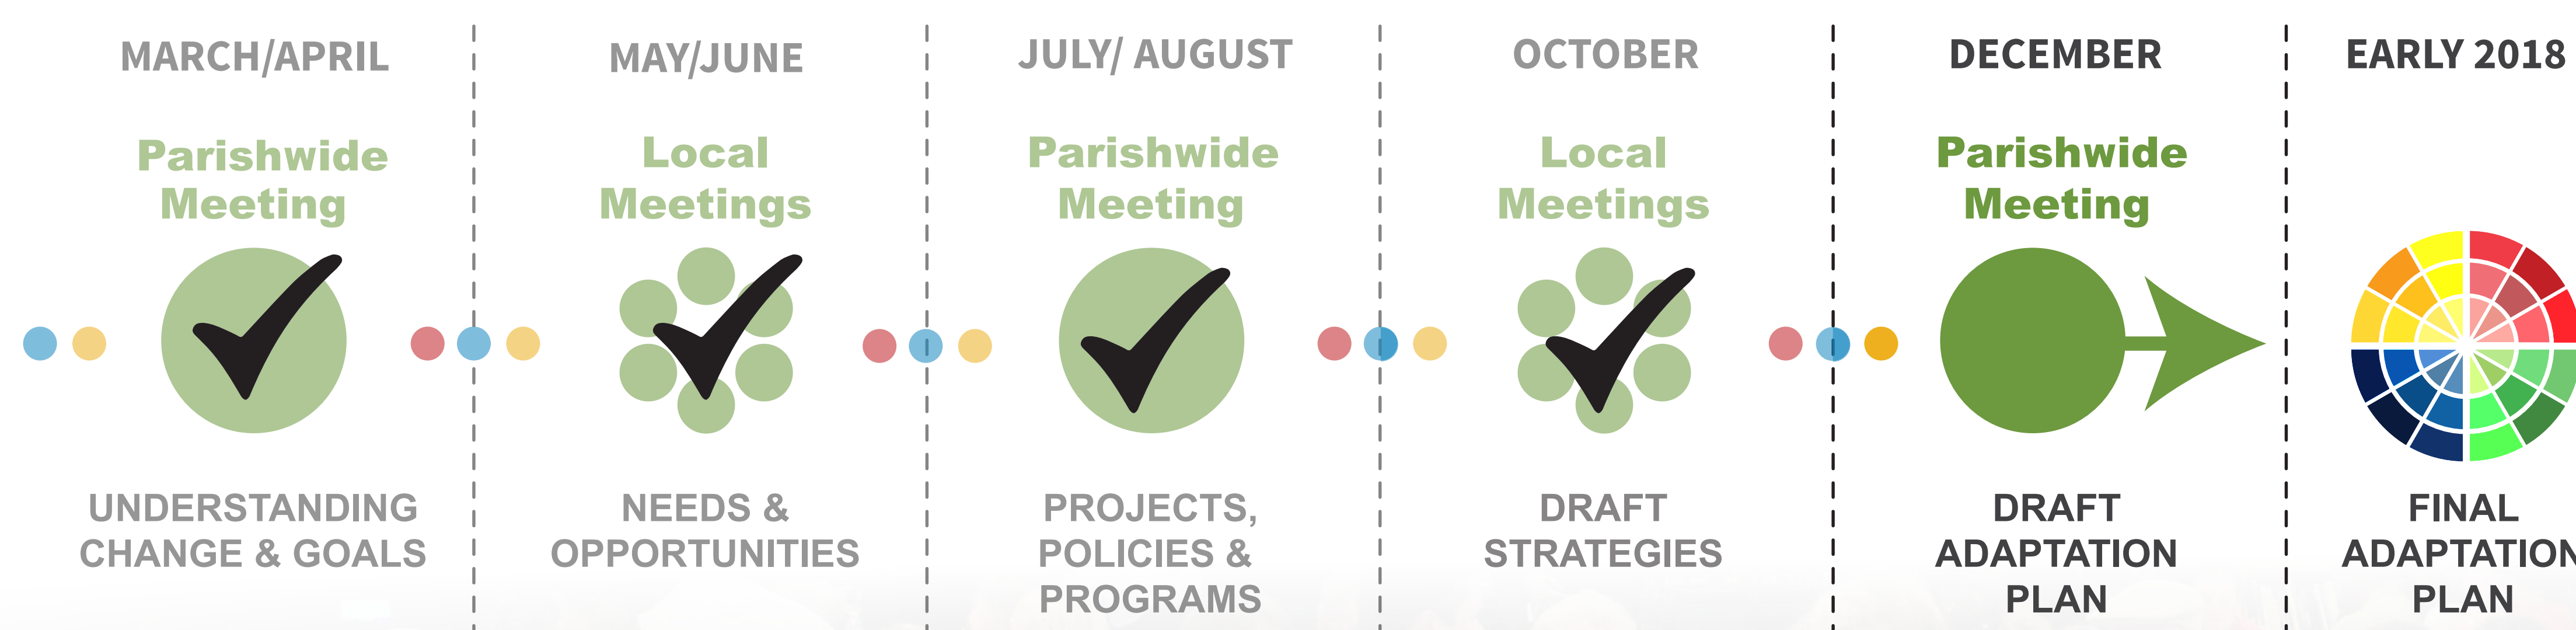 MARCH/APRIL
Parishwide
Meeting
UNDERSTANDING
CHANGE & GOALS
MAY/JUNE
Local
Meetings
NEEDS &
OPPORTUNITIES
JULY/ AUGUST
Parishwide
Meeting
PROJECTS,
POLICIES &
PROGRAMS
OCTOBER
Local
Meetings
DRAFT
STRATEGIES
DECEMBER
Parishwide
Meeting
DRAFT
ADAPTATION
PLAN
EARLY 2018
FINAL
ADAPTATION
PLAN